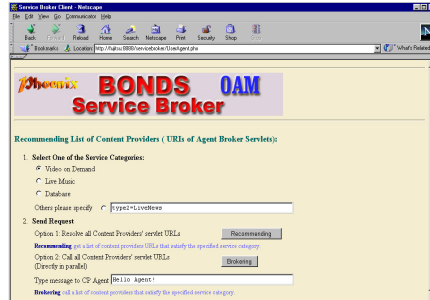 Service Broker Client - Netscape
File Edit View Go Communicator Help
Back Forward Reload Home Search Netscape Print Security Shop Stop
Bookmarks Location: http://fujitsu:8888/servicebroker/UserAgent.phx What's Related
Phoenix BONDS OAM
Service Broker
Recommending List of Content Providers ( URIs of Agent Broker Servlets):
1. Select One of the Service Categories:
Video on Demand
Live Music
Database
Others please specify type2=LiveNews
2. Send Request
Option 1: Resolve all Content Providers' servlet URLs Recommending
Recommending get a list of content providers URLs that satisfy the specified service category.
Option 2: Call all Content Providers' servlet URLs
(Directly in parallel) Brokering
Type message to CP Agent Hello Agent!
Brokering call a list of content providers that satisfy the specified service category.